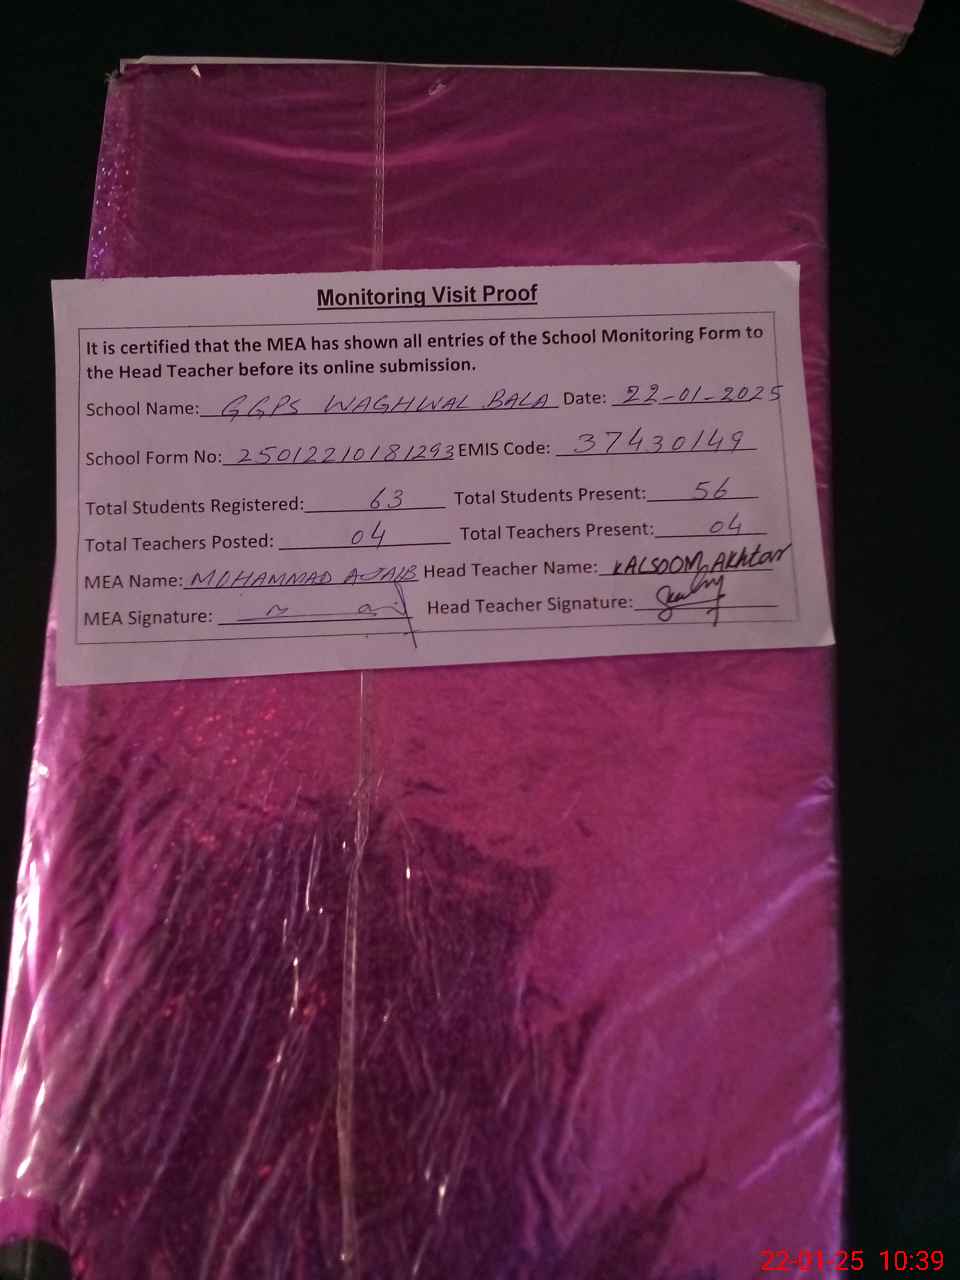 Monitoring Visit Proof
It is certified that the MEA has shown all entries of the School Monitoring Form to
the Head Teacher before its online submission.
School Name: GGPS WAGHWAL BALA Date: 22-01-2025
School Form No: 25012210181293 EMIS Code: 37430149
Total Students Registered: 63 Total Students Present: 56
Total Teachers Posted: 04 Total Teachers Present: 04
MEA Name: MOHAMMAD AJAIB Head Teacher Name: KALSOOM Akhtar
MEA Signature: Head Teacher Signature:
22-01-25 10:39